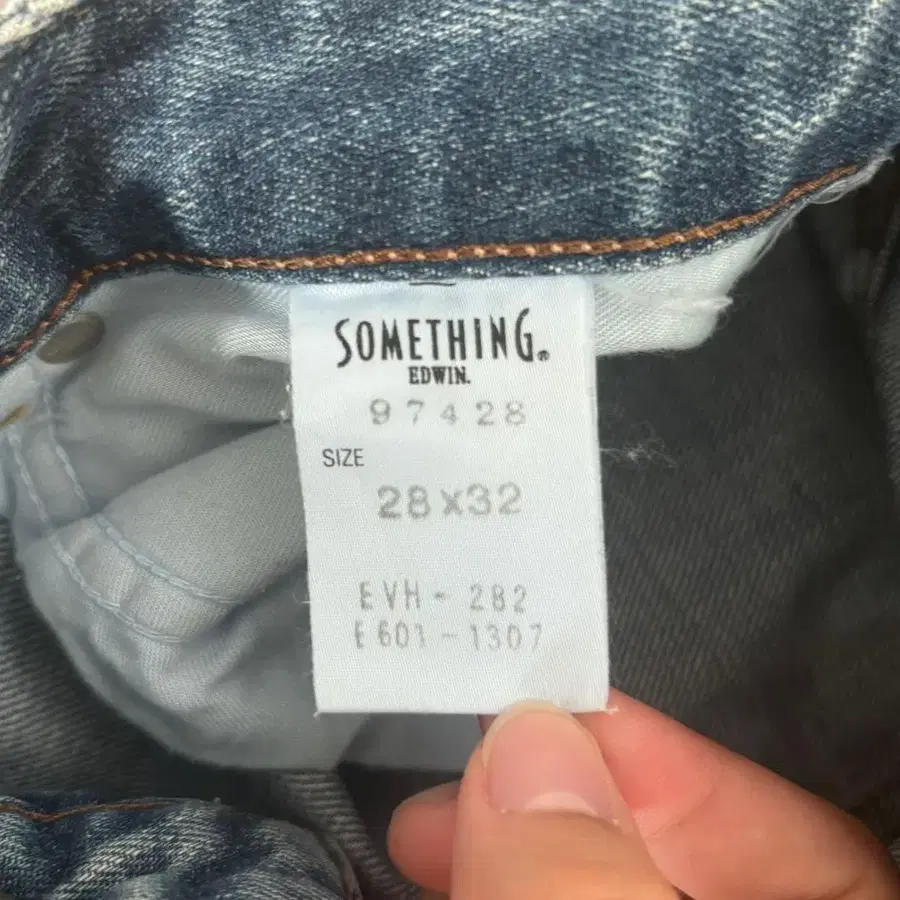 SOMETHING®
EDWIN.
97428
SIZE
28x32
EVH - 282
E601 - 1307